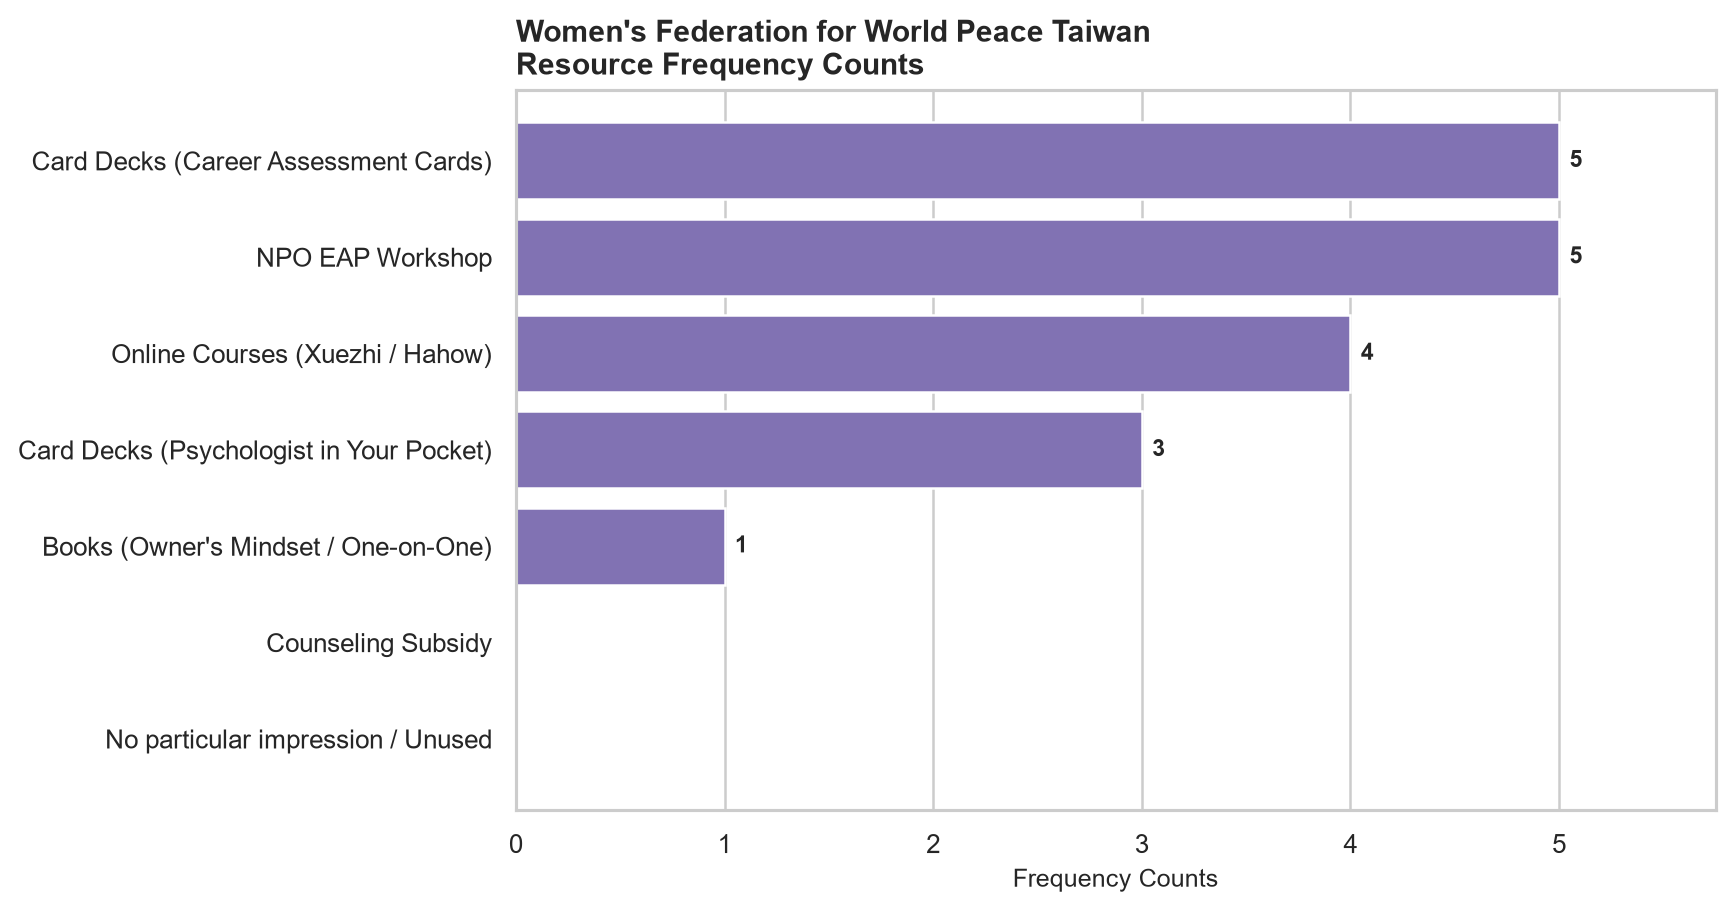 Women's Federation for World Peace Taiwan
Resource Frequency Counts
Card Decks (Career Assessment Cards)
5
NPO EAP Workshop
5
Online Courses (Xuezhi / Hahow)
4
Card Decks (Psychologist in Your Pocket)
3
Books (Owner's Mindset / One-on-One)
1
Counseling Subsidy
No particular impression / Unused
0 1 2 3 4 5
Frequency Counts